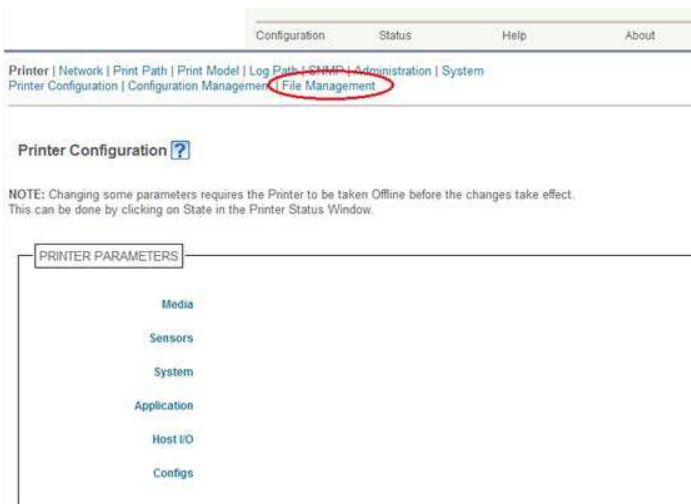 Configuration Status Help About
Printer | Network | Print Path | Print Model | Log Path | SNMP | Administration | System
Printer Configuration | Configuration Management | File Management
Printer Configuration ?
NOTE: Changing some parameters requires the Printer to be taken Offline before the changes take effect.
This can be done by clicking on State in the Printer Status Window.
PRINTER PARAMETERS
Media
Sensors
System
Application
Host I/O
Configs